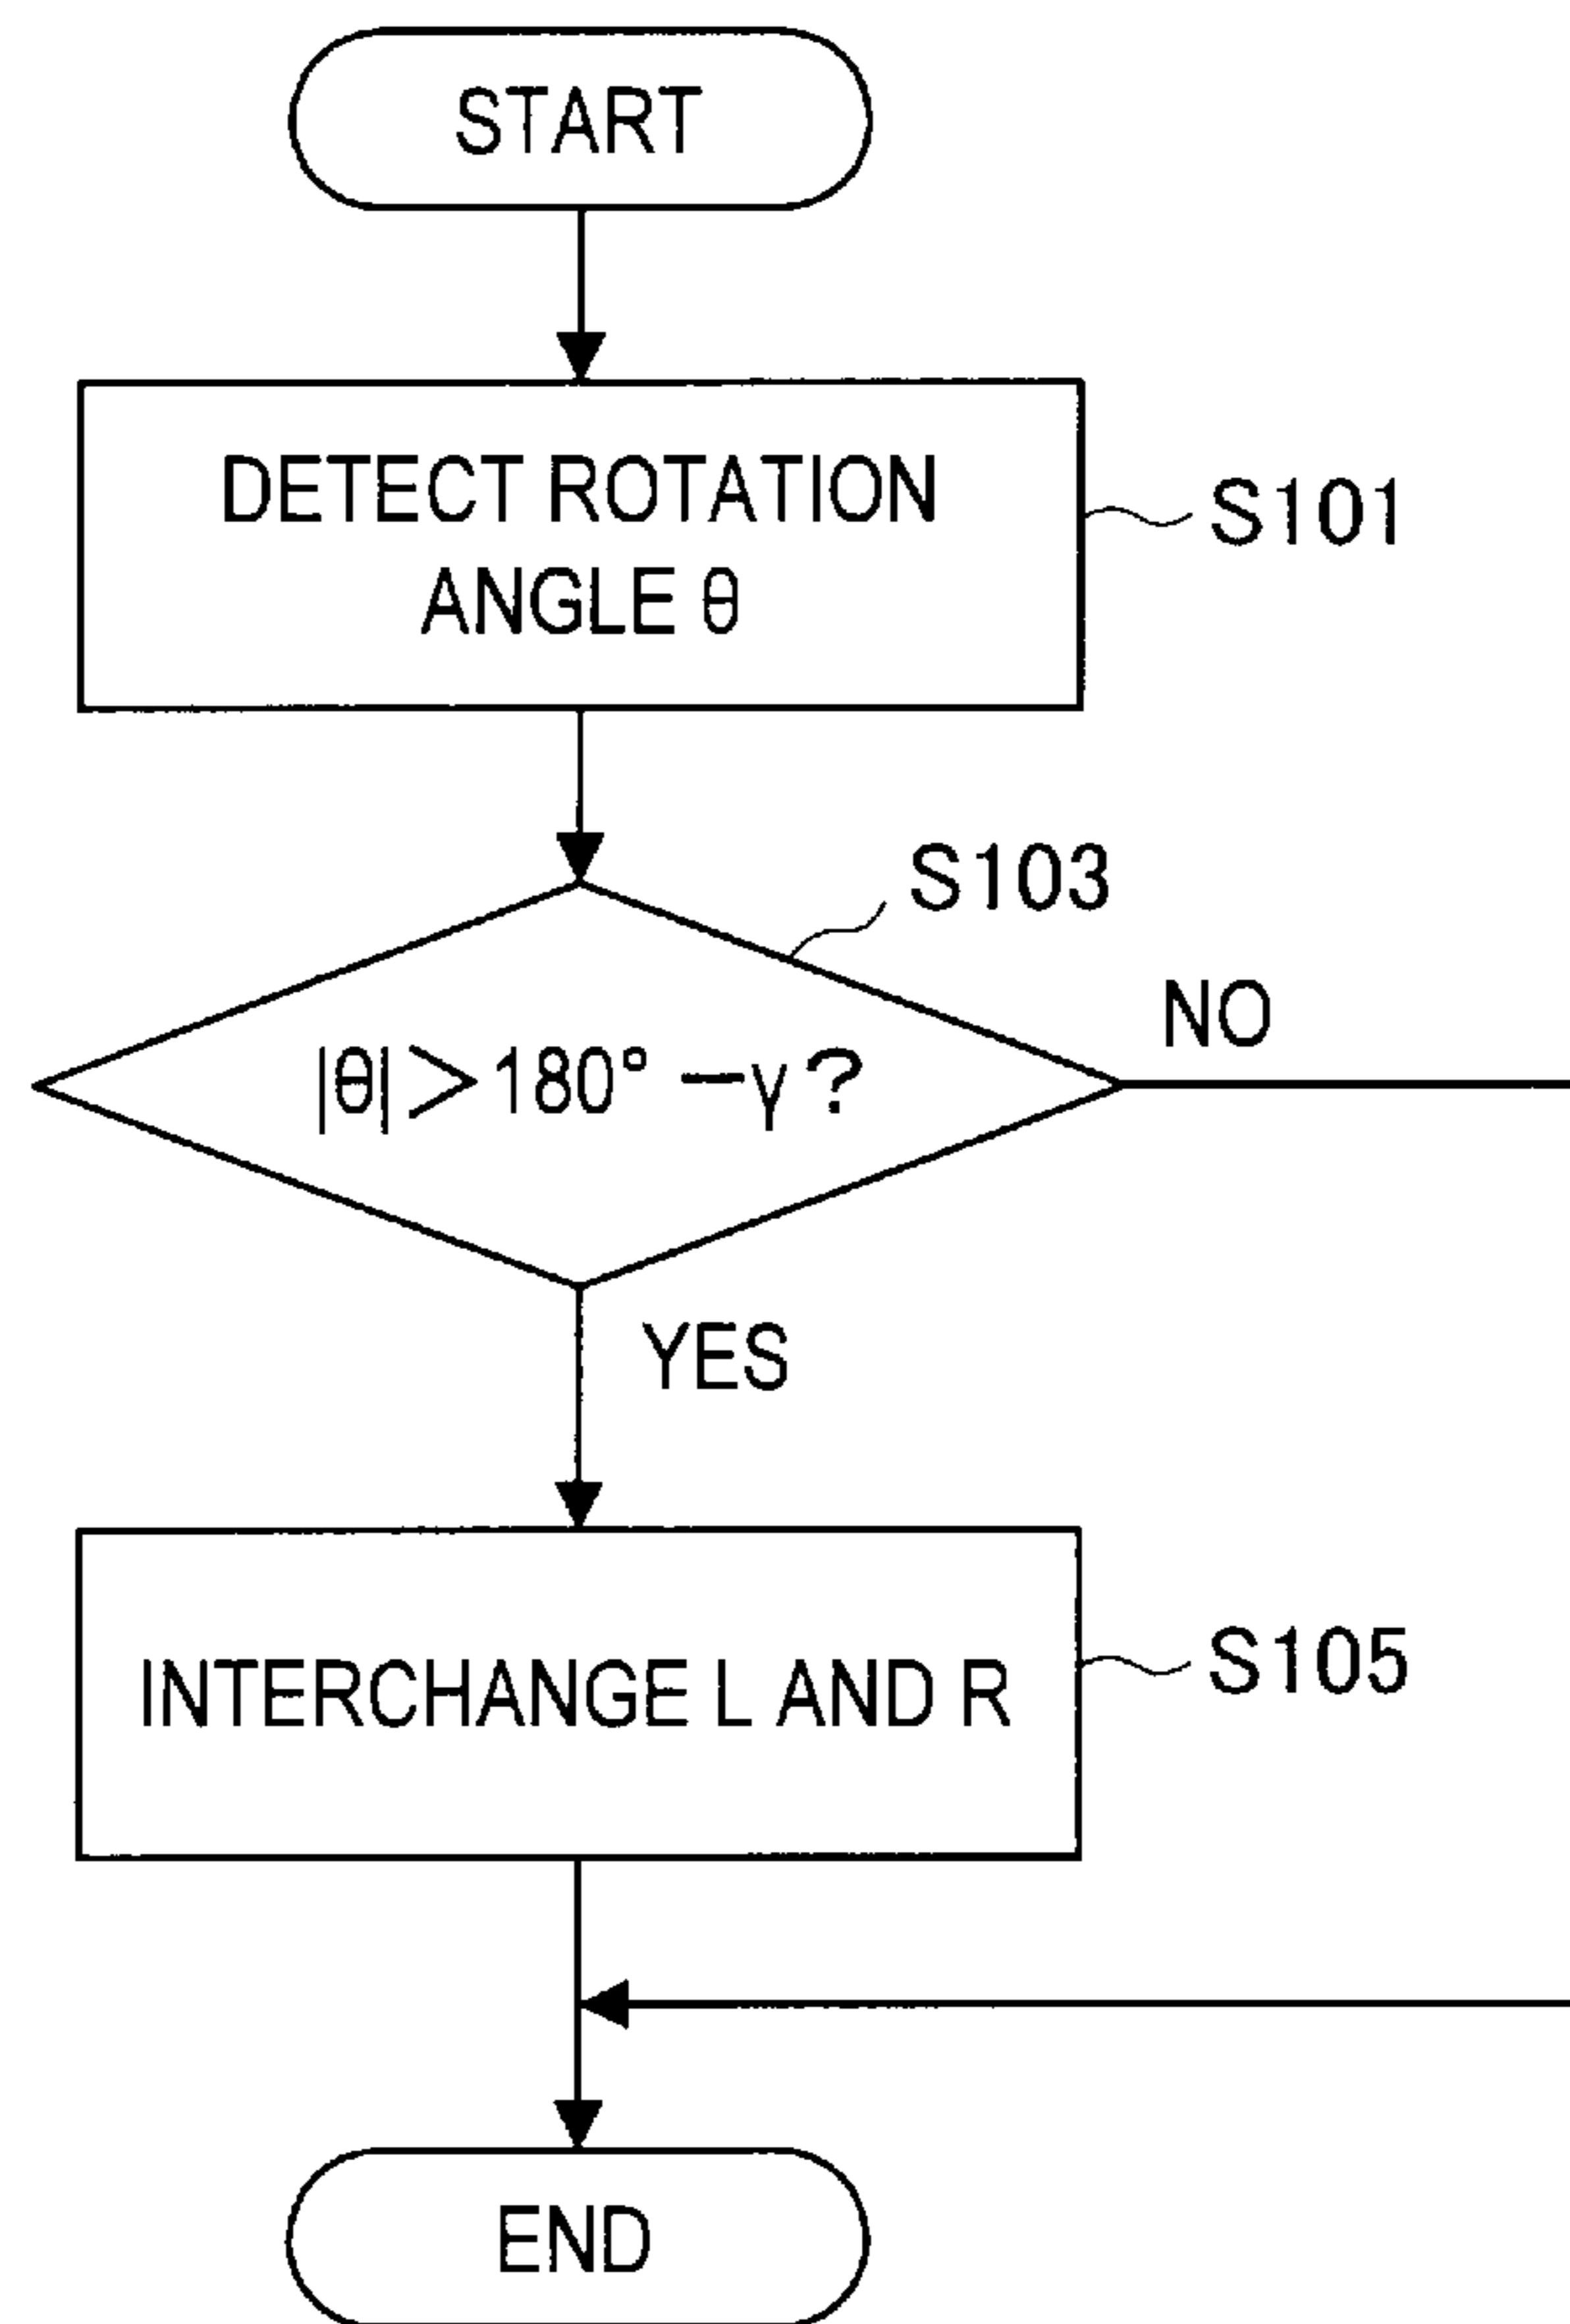 START
DETECT ROTATION
ANGLE θ
S101
S103
|θ|>180°−γ?
NO
YES
INTERCHANGE L AND R
S105
END